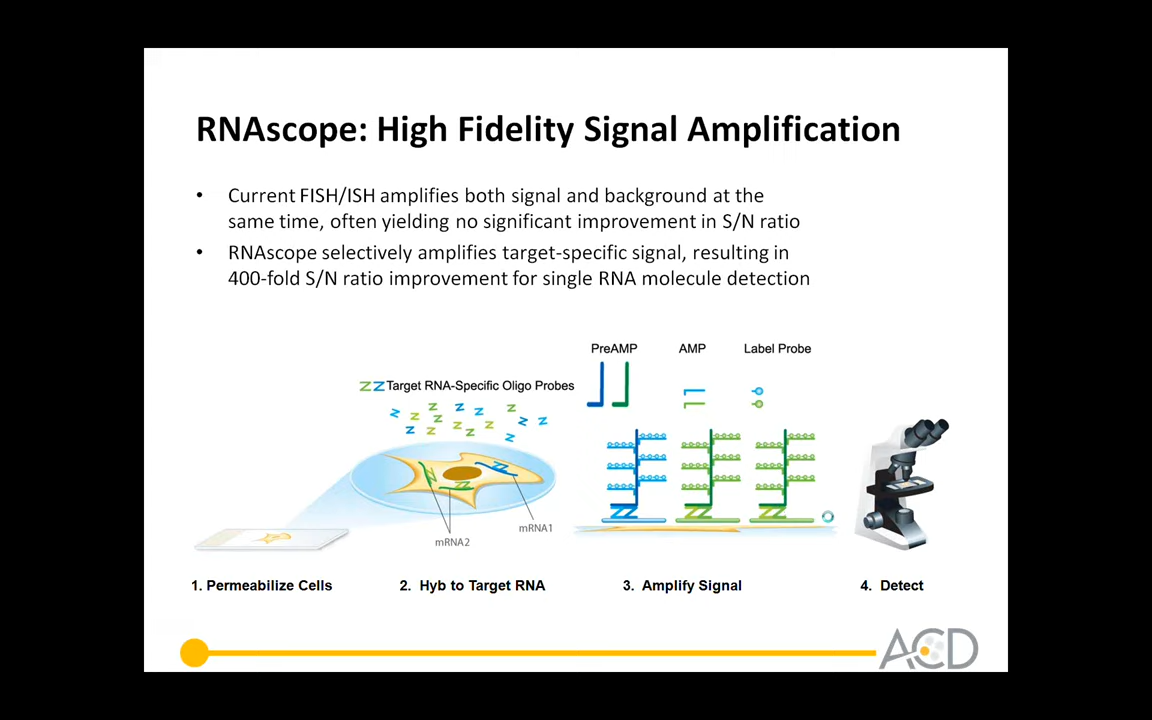 RNAscope: High Fidelity Signal Amplification
• Current FISH/ISH amplifies both signal and background at the
same time, often yielding no significant improvement in S/N ratio
• RNAscope selectively amplifies target-specific signal, resulting in
400-fold S/N ratio improvement for single RNA molecule detection
PreAMP AMP Label Probe
ZZ Target RNA-Specific Oligo Probes
mRNA1
mRNA2
1. Permeabilize Cells 2. Hyb to Target RNA 3. Amplify Signal 4. Detect
ACD